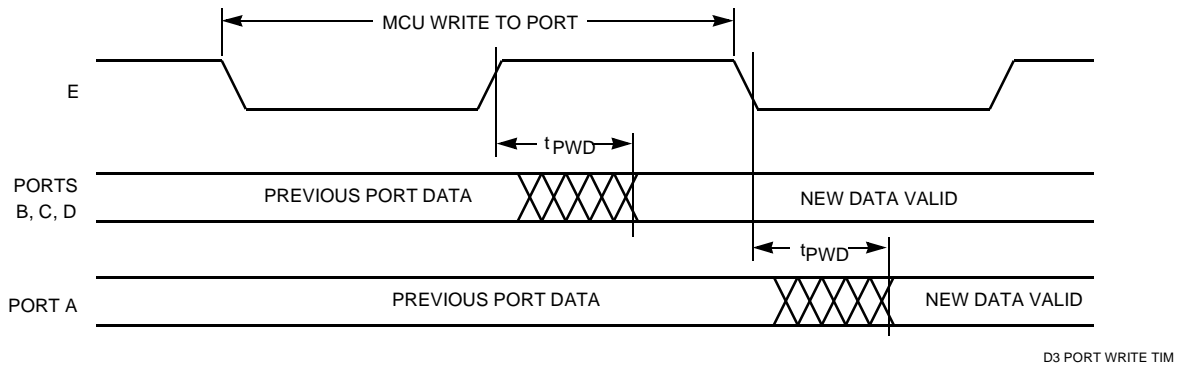 MCU WRITE TO PORT
E
t PWD
PORTS
B, C, D
PREVIOUS PORT DATA
NEW DATA VALID
tPWD
PORT A
PREVIOUS PORT DATA
NEW DATA VALID
D3 PORT WRITE TIM